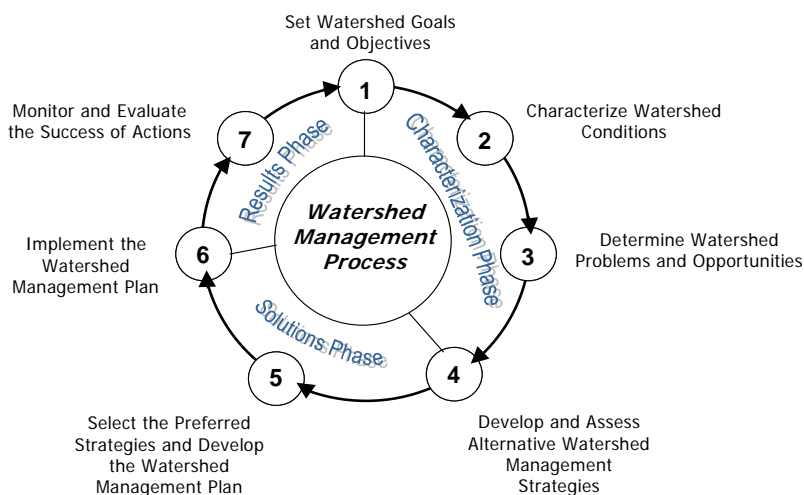 Set Watershed Goals
and Objectives
1
Characterize Watershed
Conditions
2
Determine Watershed
Problems and Opportunities
3
Develop and Assess
Alternative Watershed
Management
Strategies
4
Select the Preferred
Strategies and Develop
the Watershed
Management Plan
5
Implement the
Watershed
Management Plan
6
Monitor and Evaluate
the Success of Actions
7
Characterization Phase
Solutions Phase
Results Phase
Watershed
Management
Process